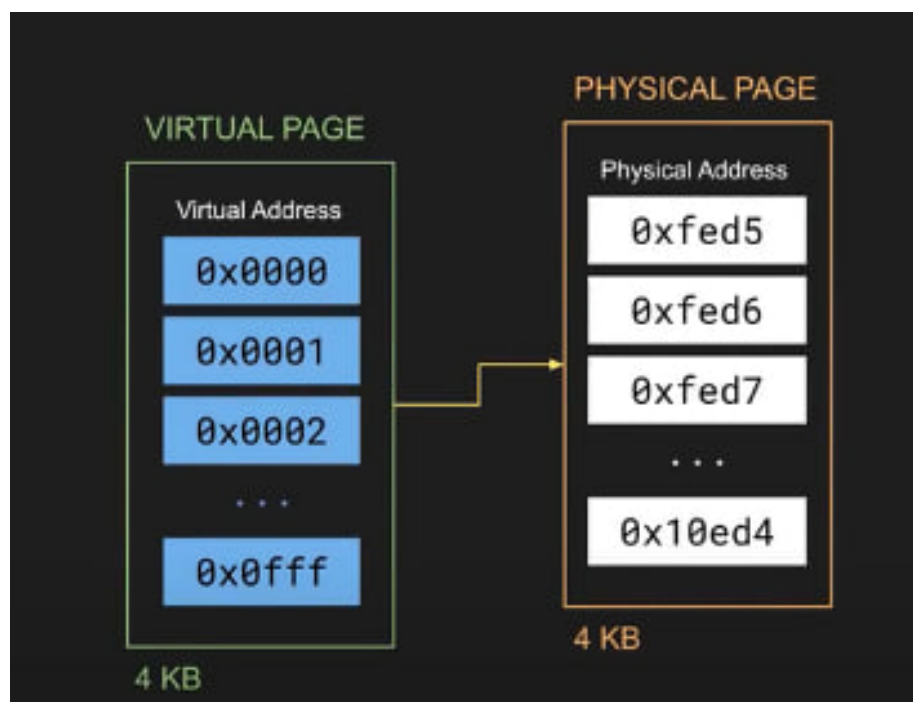 VIRTUAL PAGE
Virtual Address
0x0000
0x0001
0x0002
...
0x0fff
4 KB
PHYSICAL PAGE
Physical Address
0xfed5
0xfed6
0xfed7
...
0x10ed4
4 KB